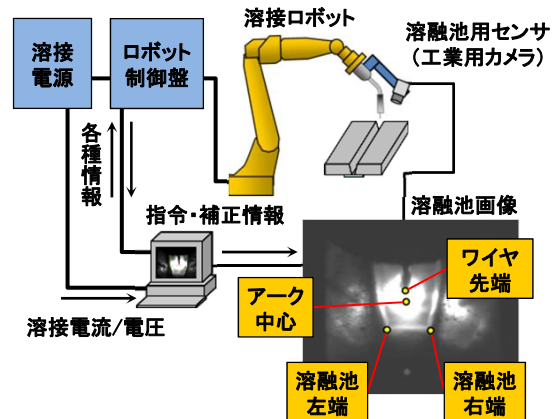 溶接
電源
ロボット
制御盤
溶接ロボット
溶融池用センサ
（工業用カメラ）
各種情報
指令・補正情報
溶接電流/電圧
溶融池画像
ワイヤ
先端
アーク
中心
溶融池
左端
溶融池
右端